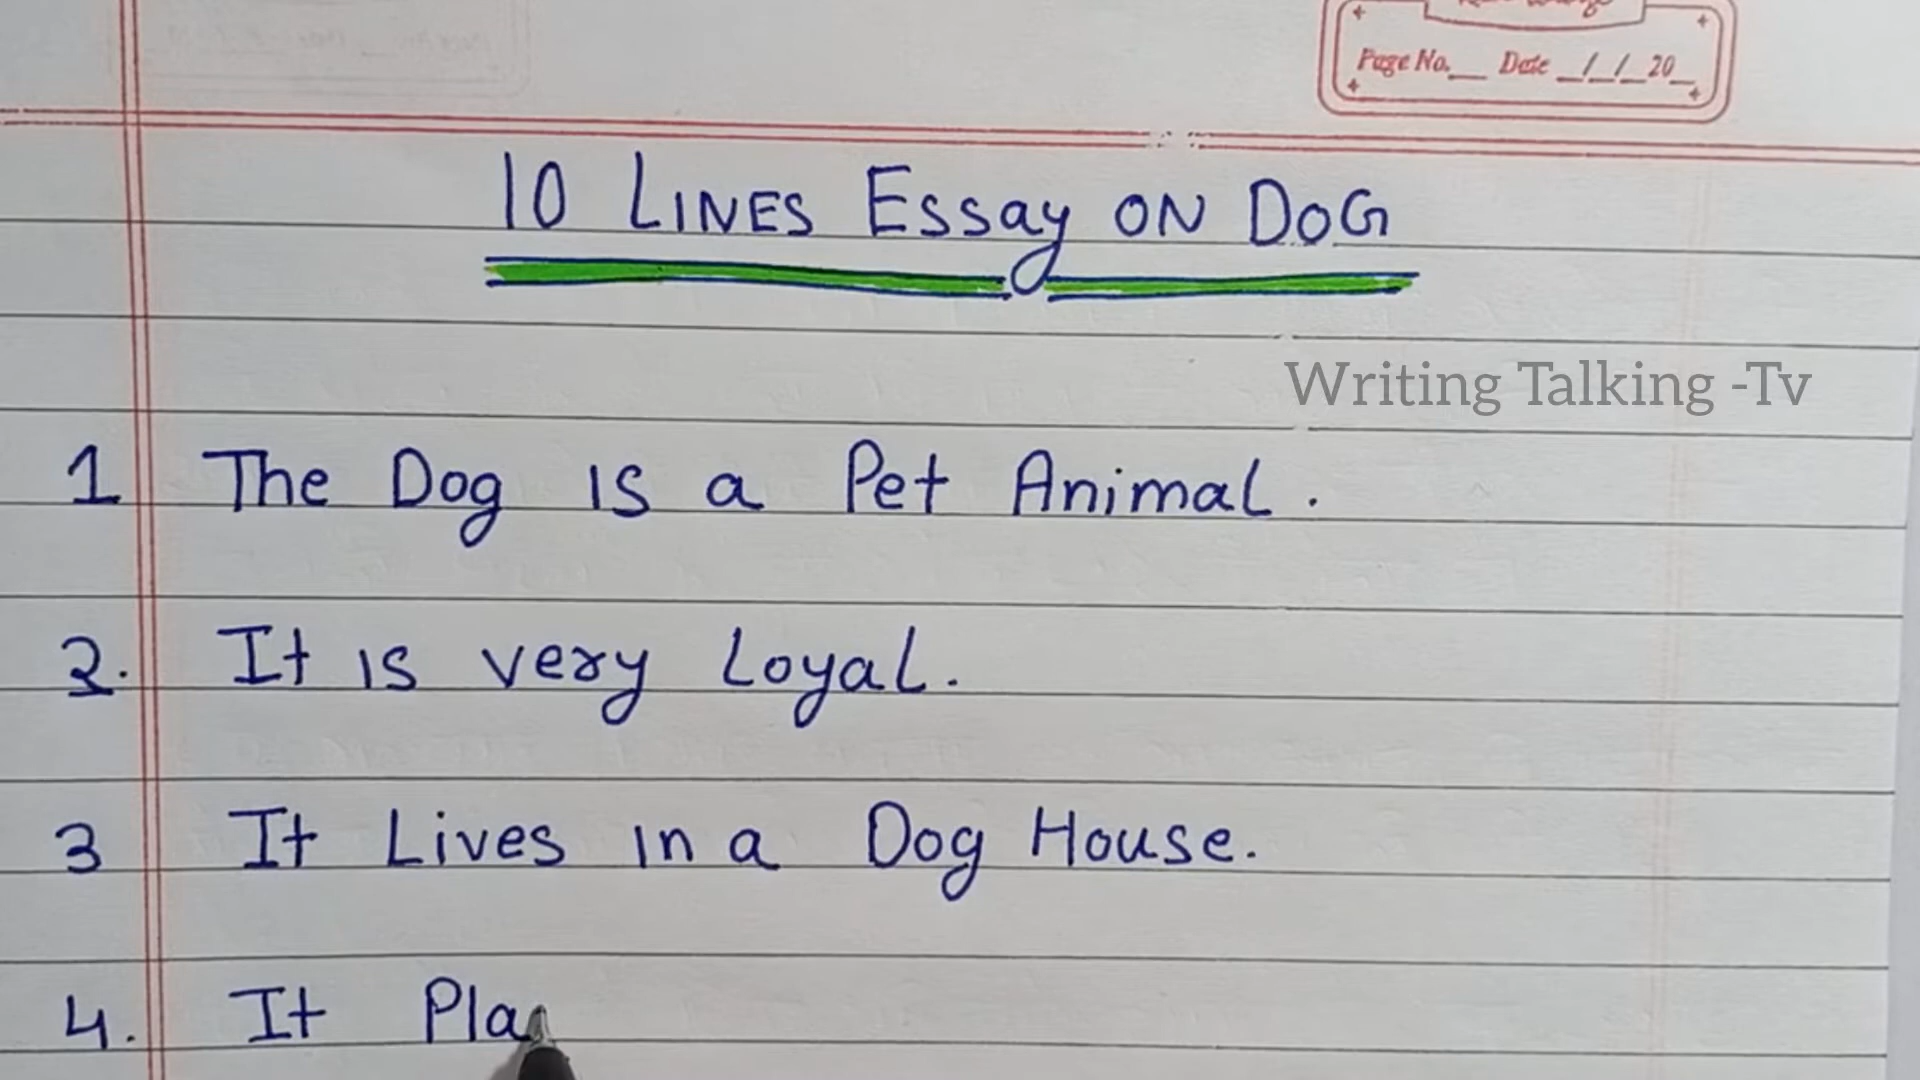 Page No.__ Date _/_/_20_
10 LINES Essay ON DOG
Writing Talking -Tv
1 The Dog is a Pet Animal.
2. It is very Loyal.
3 It Lives in a Dog House.
4. It Pla